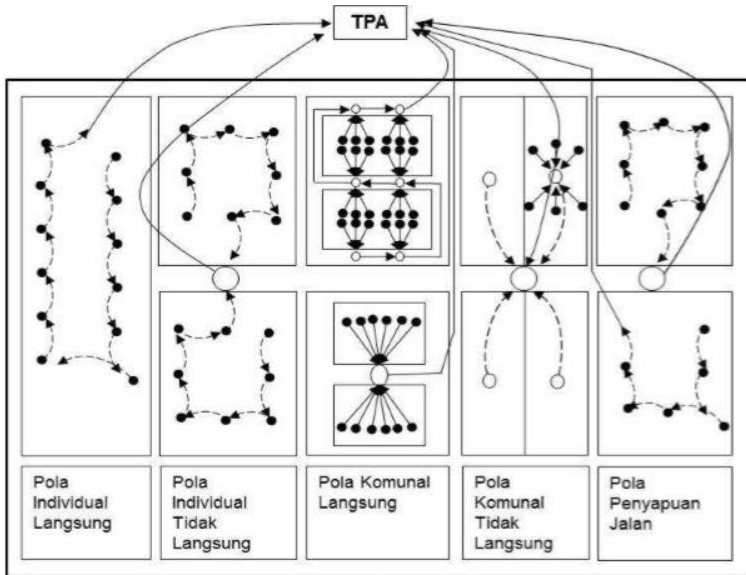 TPA
Pola
Individual
Langsung
Pola
Individual
Tidak
Langsung
Pola Komunal
Langsung
Pola
Komunal
Tidak
Langsung
Pola
Penyapuan
Jalan